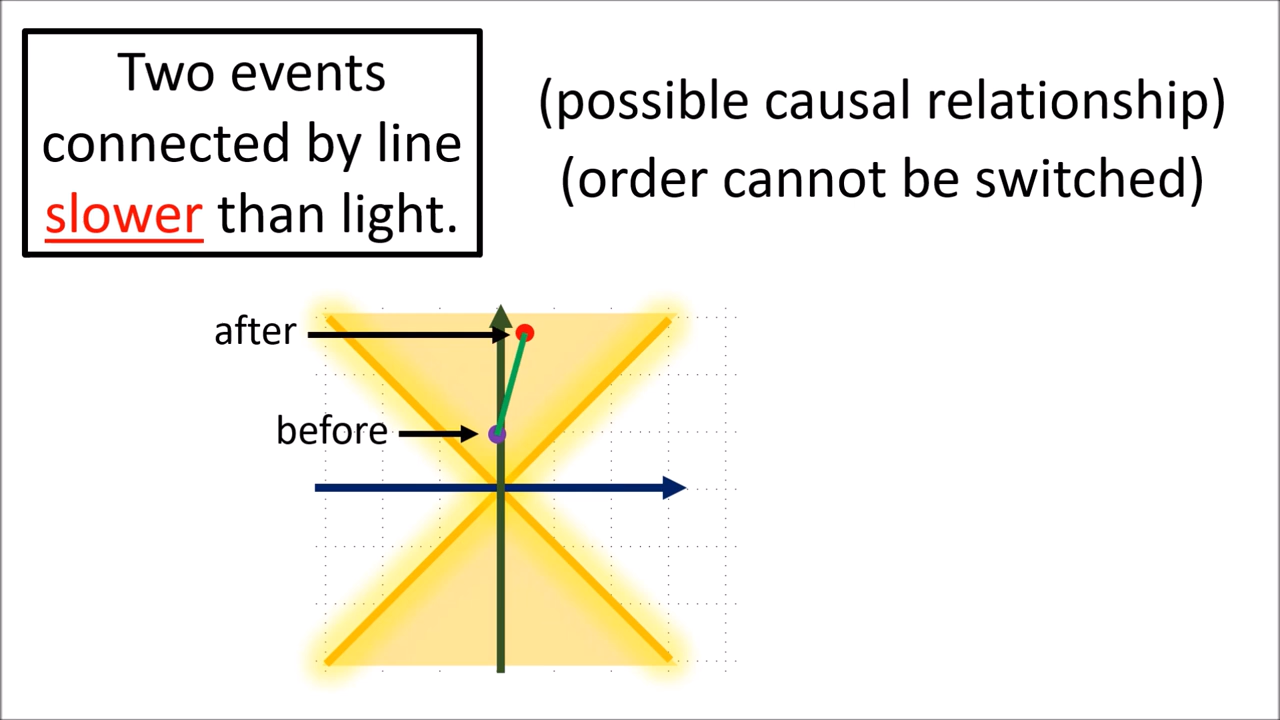 Two events
connected by line
slower than light.
(possible causal relationship)
(order cannot be switched)
after
before